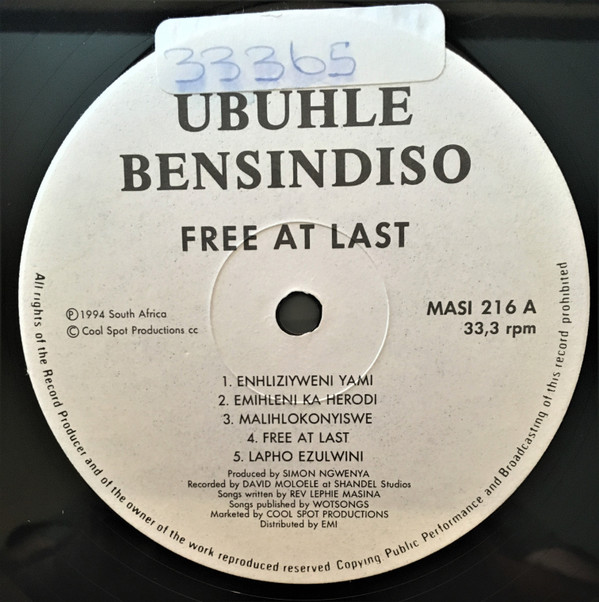 33365
UBUHLE
BENSINDISO
FREE AT LAST
℗ 1994 South Africa
© Cool Spot Productions cc
MASI 216 A
33,3 rpm
1. ENHLIZIYWENI YAMI
2. EMIHLENI KA HERODI
3. MALIHLOKONYISWE
4. FREE AT LAST
5. LAPHO EZULWINI
Produced by SIMON NGWENYA
Recorded by DAVID MOLOELE at SHANDEL Studios
Songs written by REV LEPHIE MASINA
Songs published by WOTSONGS
Marketed by COOL SPOT PRODUCTIONS
Distributed by EMI
All rights of the Record Producer and of the owner of the work reproduced reserved Copying Public Performance and Broadcasting of this record prohibited